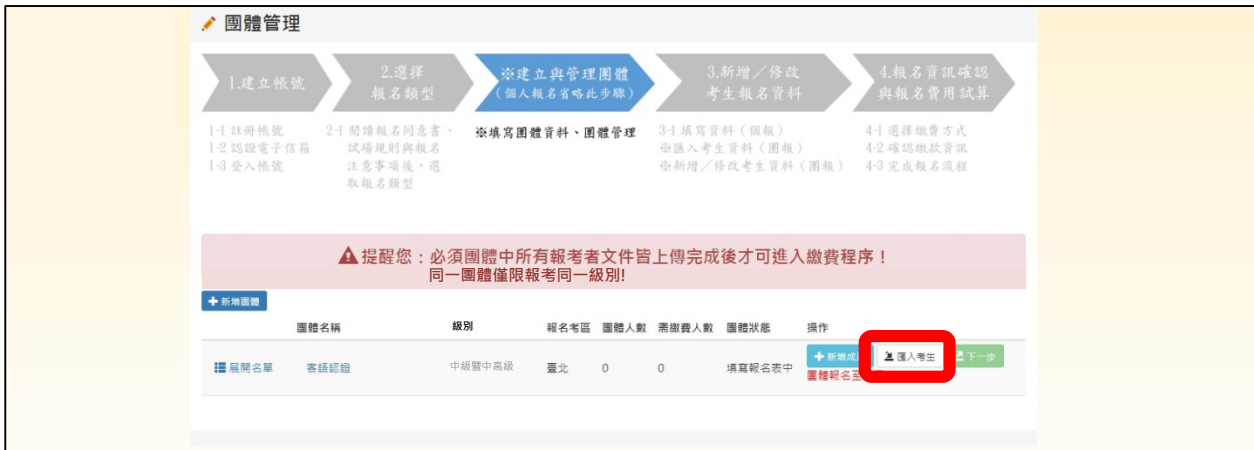 團體管理
1.建立帳號
2.選擇
報名類型
※建立與管理團體
(個人報名省略此步驟)
3.新增／修改
考生報名資料
4.報名資訊確認
與報名費用試算
1-1 註冊帳號
1-2 認證電子信箱
1-3 登入帳號
2-1 閱讀報名同意書、
試場規則與報名
注意事項後，選
取報名類型
※填寫團體資料、團體管理
3-1 填寫資料（個報）
※匯入考生資料（團報）
※新增／修改考生資料（團報）
4-1 選擇繳費方式
4-2 確認繳款資訊
4-3 完成報名流程
提醒您：必須團體中所有報考者文件皆上傳完成後才可進入繳費程序！
同一團體僅限報考同一級別!
新增團體
團體名稱 級別 報名考區 團體人數 需繳費人數 團體狀態 操作
展開名單 客語認證 中級暨中高級 臺北 0 0 填寫報名表中 新增成 匯入考生 下一步
團體報名至